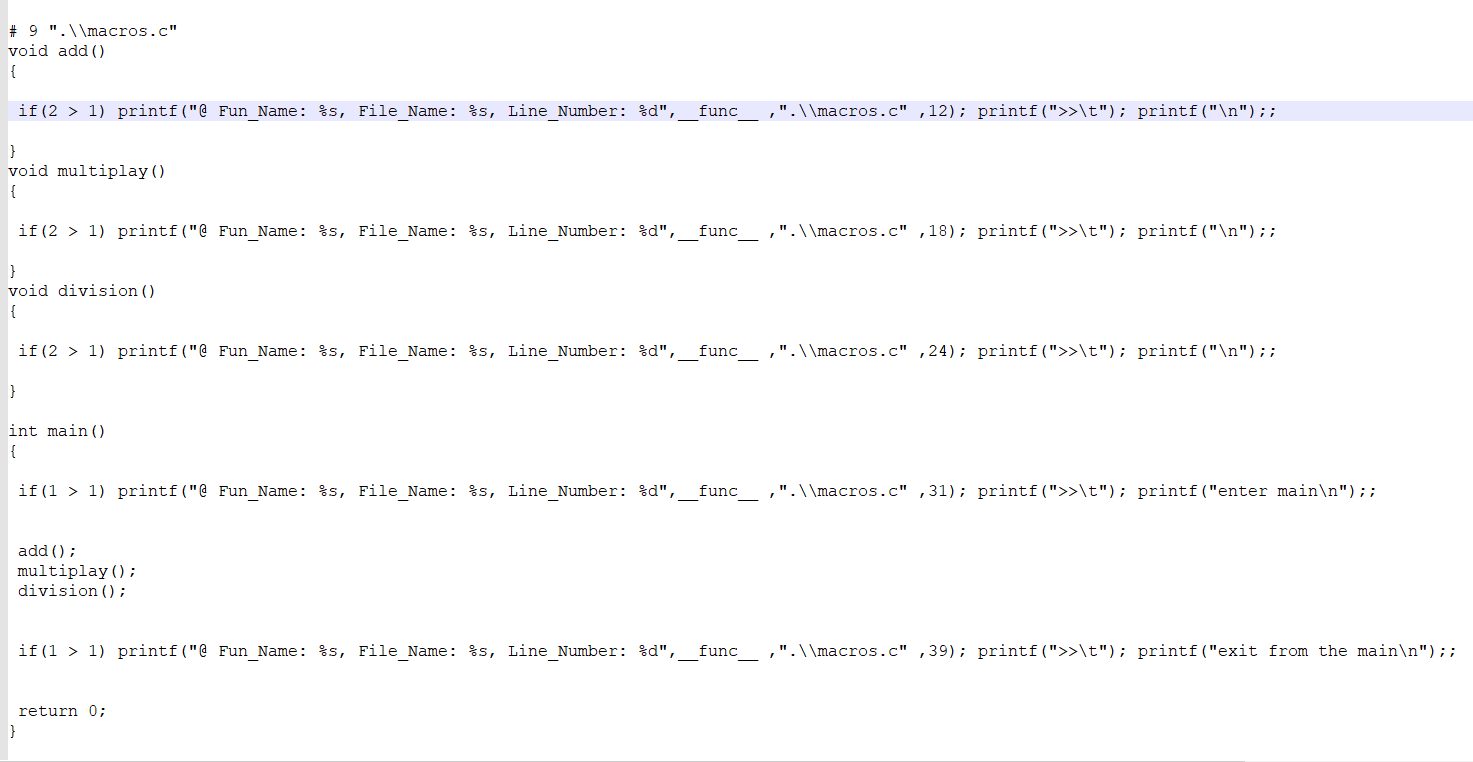 # 9 ".\\macros.c"
void add()
{
if(2 > 1) printf("@ Fun_Name: %s, File_Name: %s, Line_Number: %d",__func__ ,".\\macros.c" ,12); printf(">>\t"); printf("\n");;
}
void multiplay()
{
if(2 > 1) printf("@ Fun_Name: %s, File_Name: %s, Line_Number: %d",__func__ ,".\\macros.c" ,18); printf(">>\t"); printf("\n");;
}
void division()
{
if(2 > 1) printf("@ Fun_Name: %s, File_Name: %s, Line_Number: %d",__func__ ,".\\macros.c" ,24); printf(">>\t"); printf("\n");;
}
int main()
{
if(1 > 1) printf("@ Fun_Name: %s, File_Name: %s, Line_Number: %d",__func__ ,".\\macros.c" ,31); printf(">>\t"); printf("enter main\n");;
add();
multiplay();
division();
if(1 > 1) printf("@ Fun_Name: %s, File_Name: %s, Line_Number: %d",__func__ ,".\\macros.c" ,39); printf(">>\t"); printf("exit from the main\n");;
return 0;
}